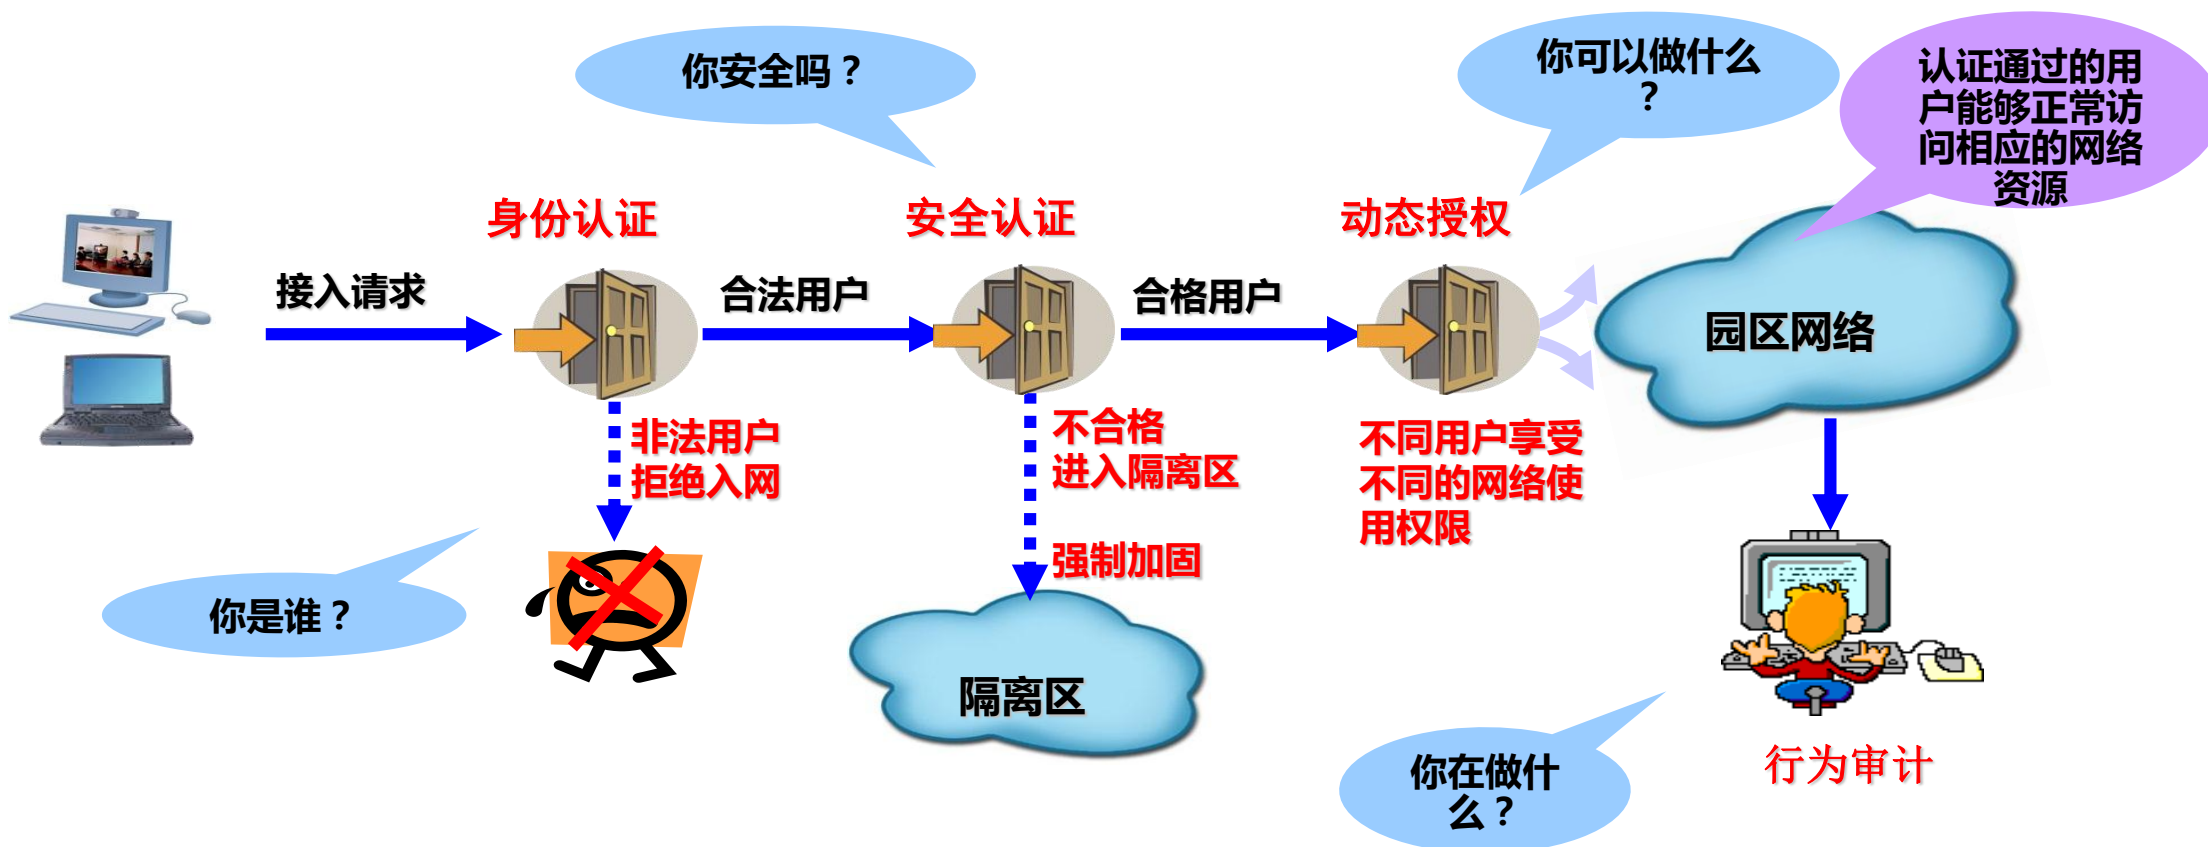 你安全吗？
你可以做什么
？
认证通过的用
户能够正常访
问相应的网络
资源
身份认证
安全认证
动态授权
接入请求
合法用户
合格用户
园区网络
非法用户
拒绝入网
不合格
进入隔离区
强制加固
不同用户享受
不同的网络使
用权限
你是谁？
隔离区
你在做什
么？
行为审计